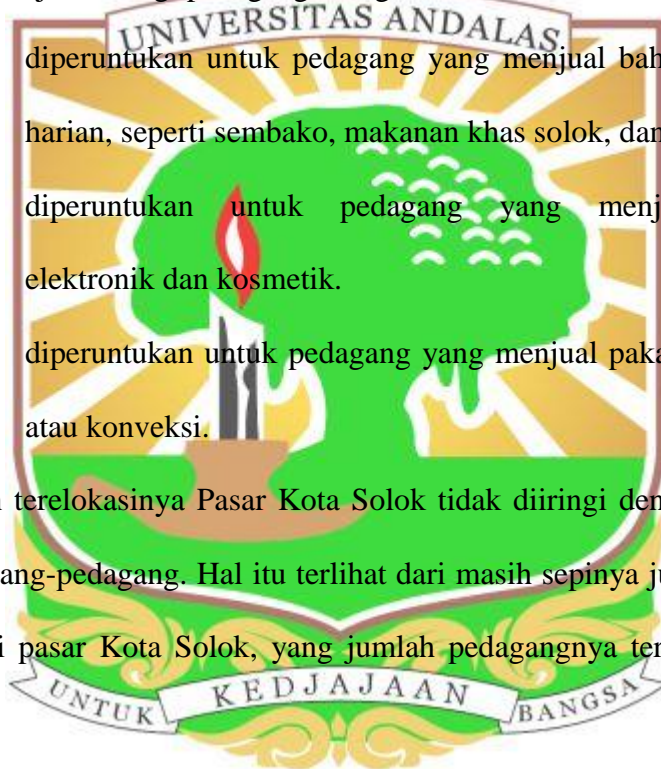 UNIVERSITAS ANDALAS
diperuntukan untuk pedagang yang menjual bah
harian, seperti sembako, makanan khas solok, dan
diperuntukan untuk pedagang yang menj
elektronik dan kosmetik.
diperuntukan untuk pedagang yang menjual paka
atau konveksi.
terelokasinya Pasar Kota Solok tidak diiringi den
ang-pedagang. Hal itu terlihat dari masih sepinya ju
i pasar Kota Solok, yang jumlah pedagangnya ter
UNTUK KEDJAJAAN BANGSA